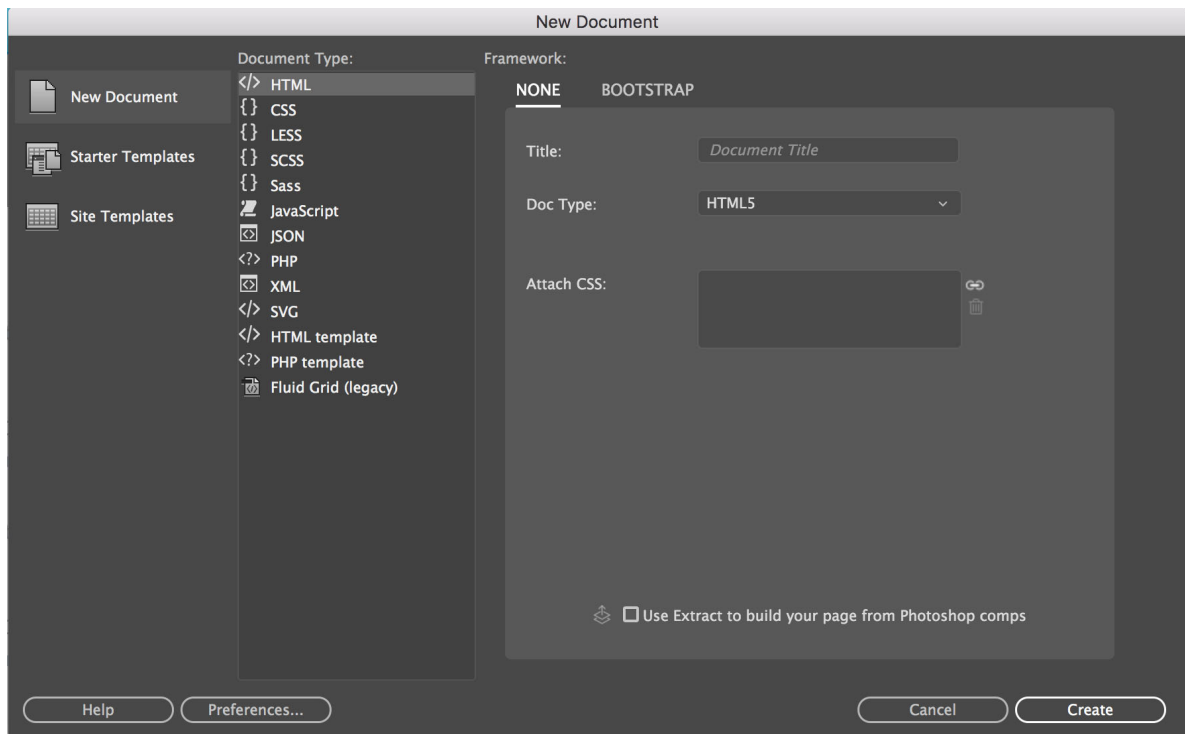 New Document
New Document
Starter Templates
Site Templates
Document Type:
</> HTML
{} CSS
{} LESS
{} SCSS
{} Sass
JavaScript
<> JSON
<?> PHP
<> XML
</> SVG
</> HTML template
<?> PHP template
</> Fluid Grid (legacy)
Framework:
NONE BOOTSTRAP
Title: Document Title
Doc Type: HTML5
Attach CSS:
Use Extract to build your page from Photoshop comps
Help Preferences... Cancel Create